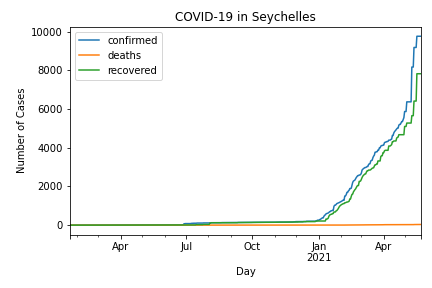 COVID-19 in Seychelles
10000
8000
6000
4000
2000
0
Number of Cases
confirmed
deaths
recovered
Apr
Jul
Oct
Jan
2021
Apr
Day